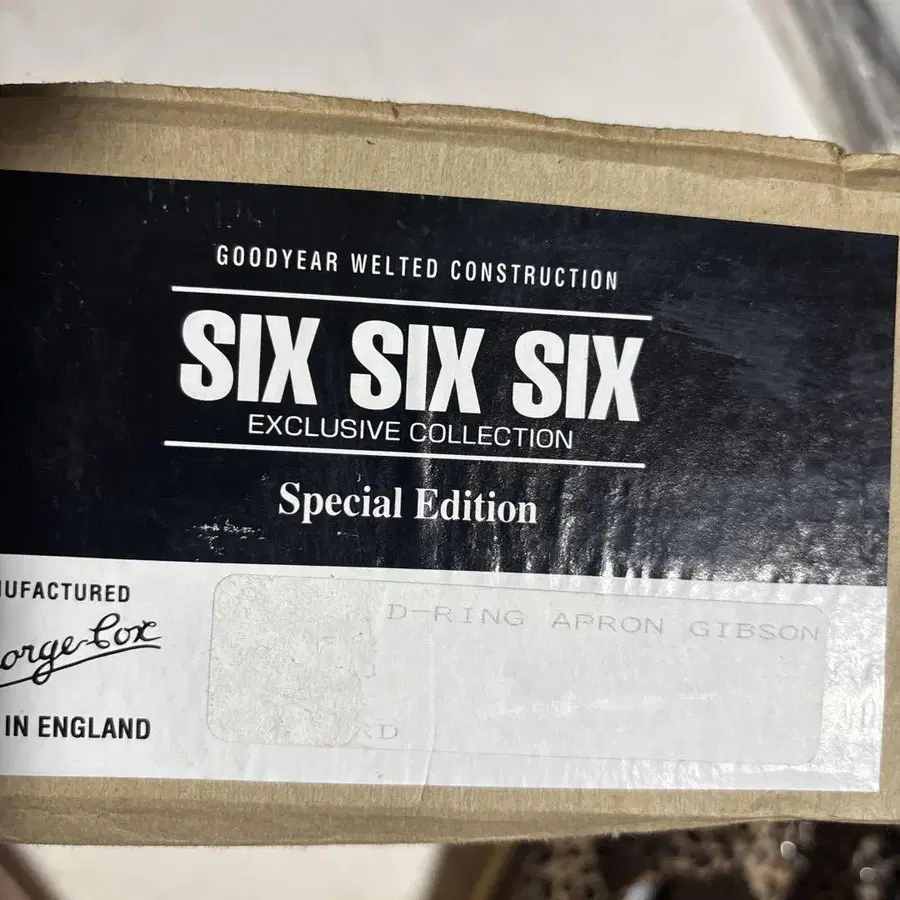 GOODYEAR WELTED CONSTRUCTION
SIX SIX SIX
EXCLUSIVE COLLECTION
Special Edition
UFACTURED
orge Cox
IN ENGLAND
D-RING APRON GIBSON
RD